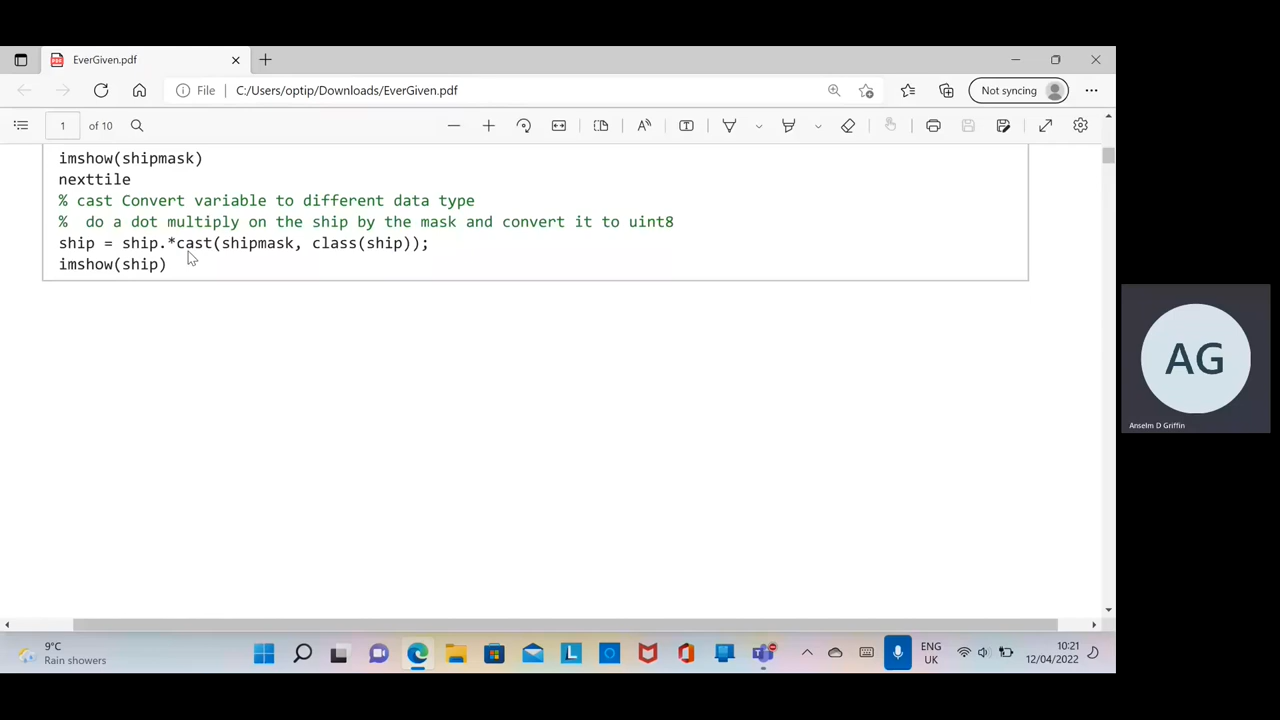 EverGiven.pdf
File
C:/Users/optip/Downloads/EverGiven.pdf
Not syncing
1 of 10
imshow(shipmask)
nexttile
% cast Convert variable to different data type
%  do a dot multiply on the ship by the mask and convert it to uint8
ship = ship.*cast(shipmask, class(ship));
imshow(ship)
AG
Anselm D Griffin
9°C
Rain showers
ENG
UK
10:21
12/04/2022